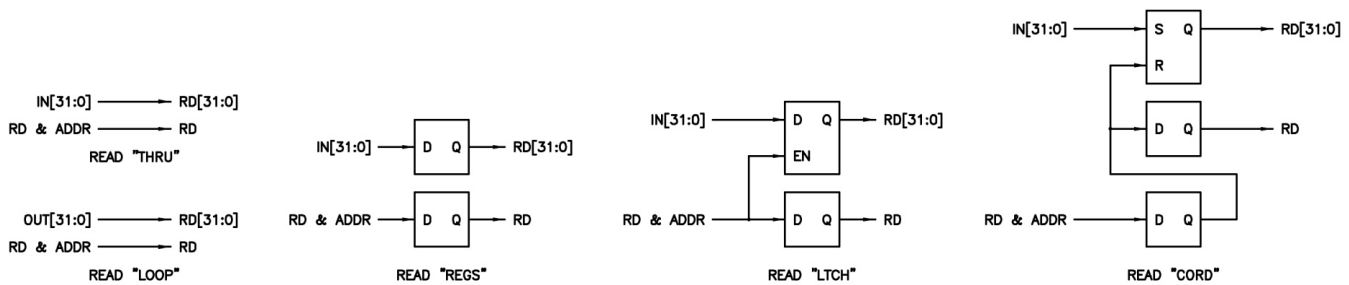 IN[31:0] RD[31:0]
RD & ADDR RD
READ "THRU"
OUT[31:0] RD[31:0]
RD & ADDR RD
READ "LOOP"
IN[31:0] D Q RD[31:0]
RD & ADDR D Q RD
READ "REGS"
IN[31:0] D Q RD[31:0]
EN
RD & ADDR D Q RD
READ "LTCH"
IN[31:0] S Q RD[31:0]
R
D Q RD
RD & ADDR D Q
READ "CORD"